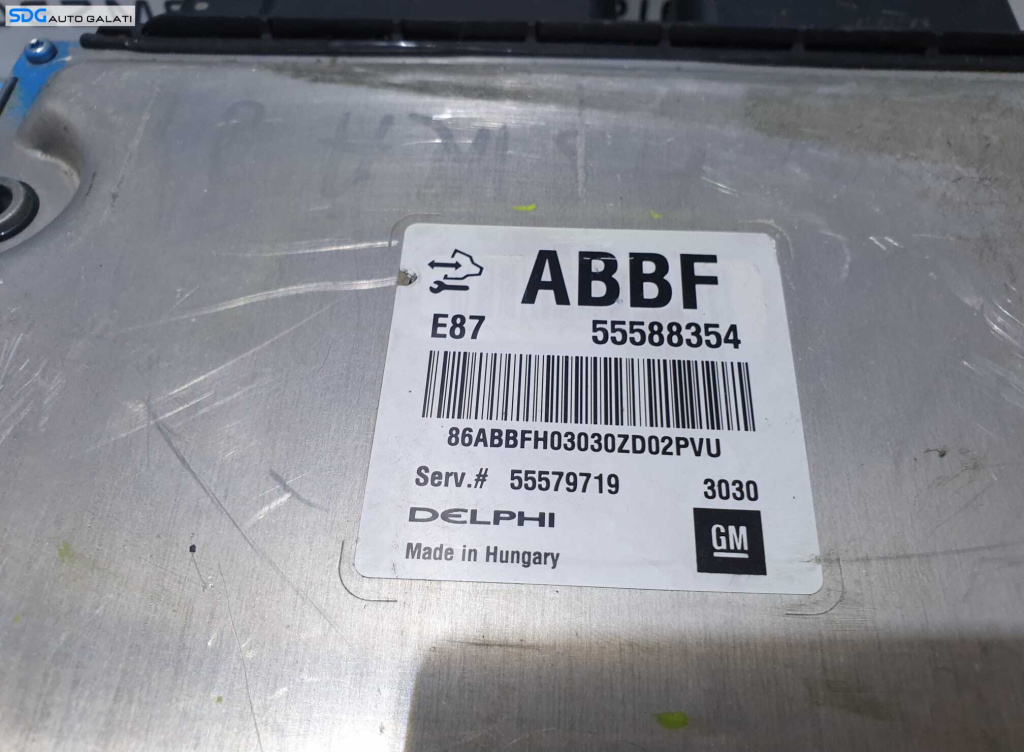 SDG AUTO GALATI
ABBF
E87 55588354
86ABBFH03030ZD02PVU
Serv.# 55579719 3030
DELPHI
GM
Made in Hungary